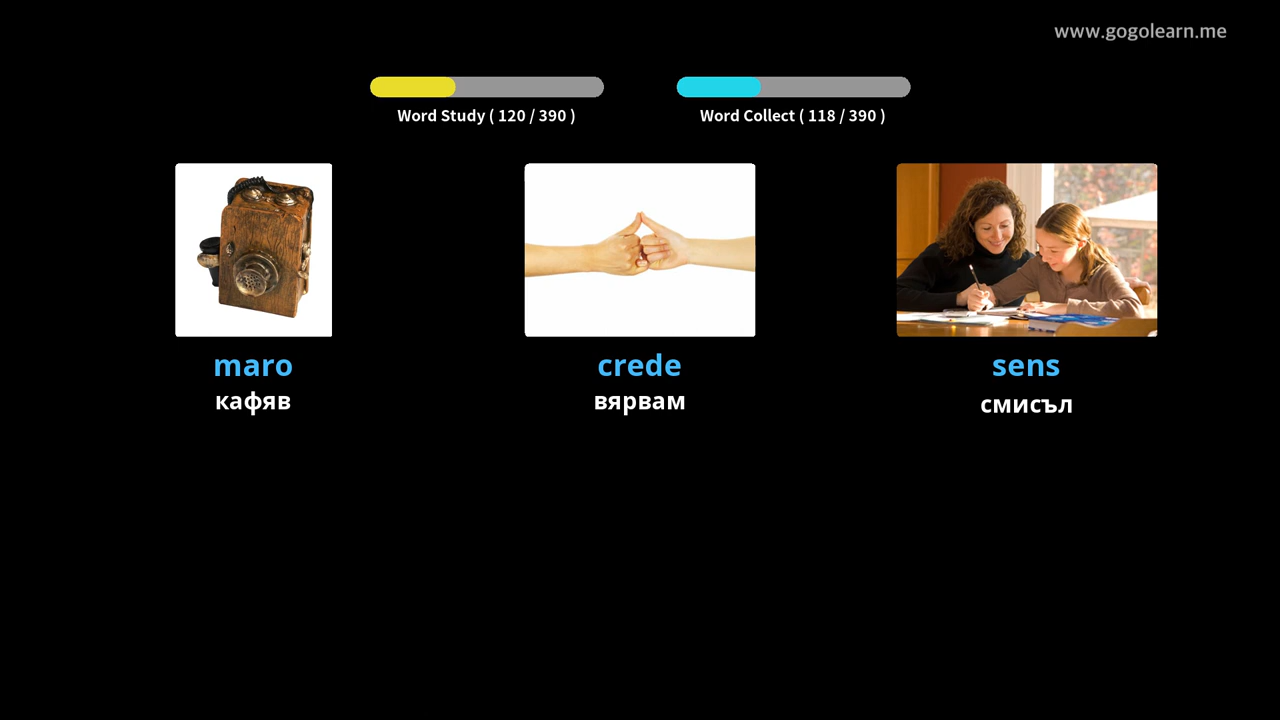 www.gogolearn.me
Word Study ( 120 / 390 )
Word Collect ( 118 / 390 )
maro
crede
sens
кафяв
вярвам
смисъл